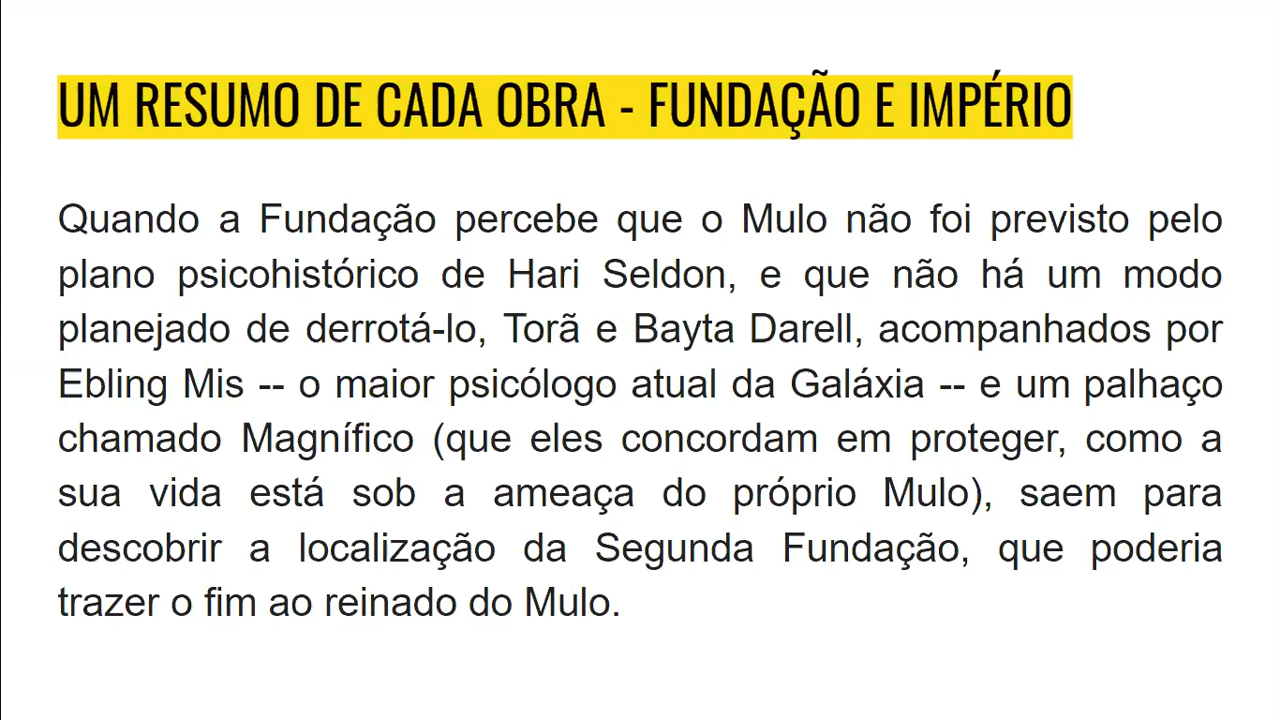 UM RESUMO DE CADA OBRA - FUNDAÇÃO E IMPÉRIO
Quando a Fundação percebe que o Mulo não foi previsto pelo
plano psicohistórico de Hari Seldon, e que não há um modo
planejado de derrotá-lo, Torã e Bayta Darell, acompanhados por
Ebling Mis -- o maior psicólogo atual da Galáxia -- e um palhaço
chamado Magnífico (que eles concordam em proteger, como a
sua vida está sob a ameaça do próprio Mulo), saem para
descobrir a localização da Segunda Fundação, que poderia
trazer o fim ao reinado do Mulo.